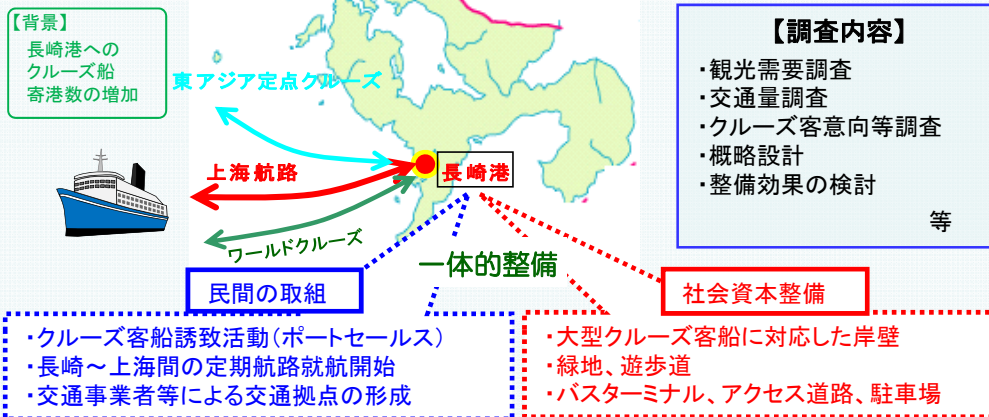 【背景】
長崎港への
クルーズ船
寄港数の増加
東アジア定点クルーズ
上海航路
長崎港
ワールドクルーズ
【調査内容】
・観光需要調査
・交通量調査
・クルーズ客意向等調査
・概略設計
・整備効果の検討
等
一体的整備
民間の取組
・クルーズ客船誘致活動(ポートセールス)
・長崎～上海間の定期航路就航開始
・交通事業者等による交通拠点の形成
社会資本整備
・大型クルーズ客船に対応した岸壁
・緑地、遊歩道
・バスターミナル、アクセス道路、駐車場